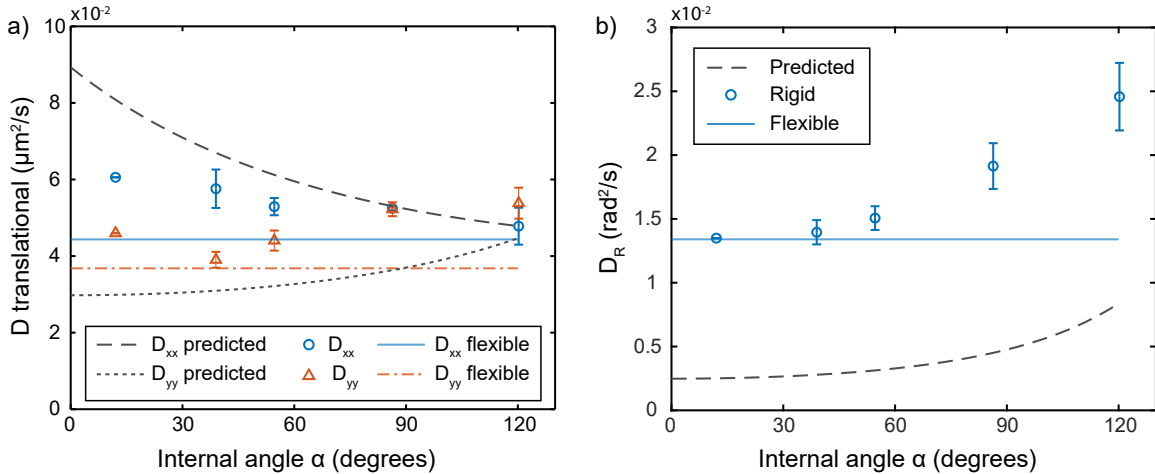 a)
×10⁻²
10
8
6
4
2
0
D translational (µm²/s)
D_xx predicted
D_xx
D_xx flexible
D_yy predicted
D_yy
D_yy flexible
0
30
60
90
120
Internal angle α (degrees)
b)
×10⁻²
3
2.5
2
1.5
1
0.5
0
D_R (rad²/s)
Predicted
Rigid
Flexible
0
30
60
90
120
Internal angle α (degrees)